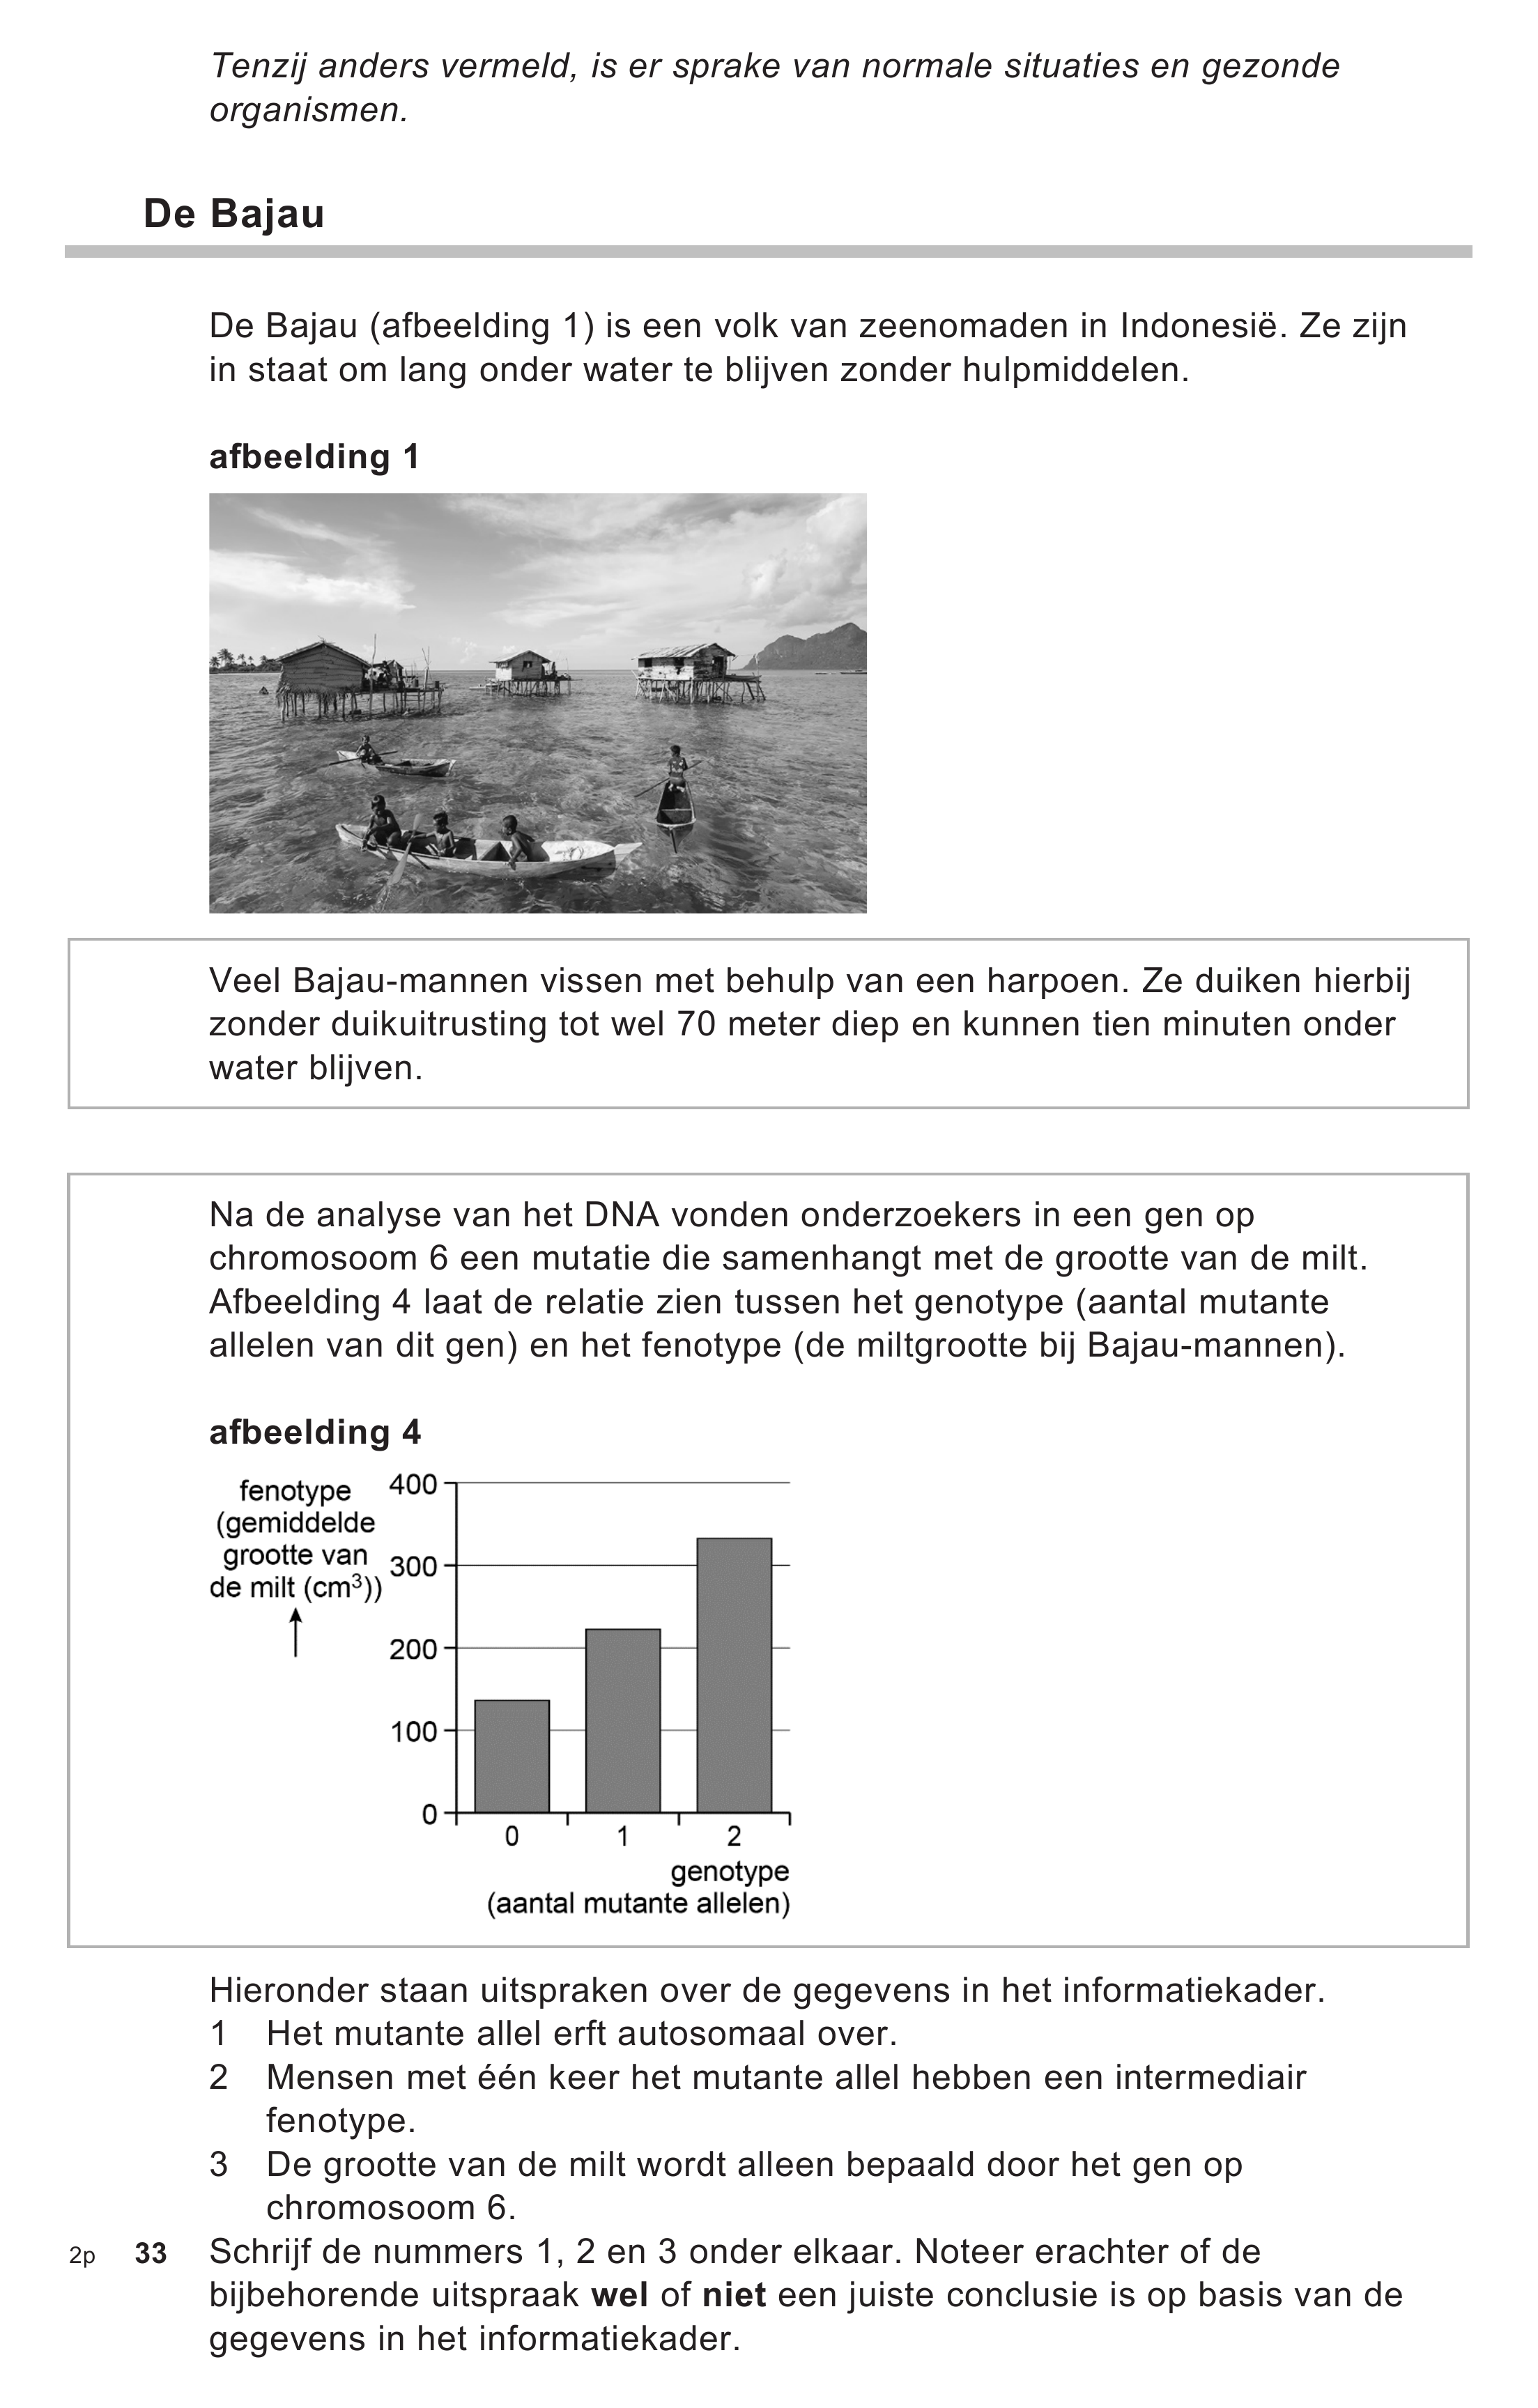 Tenzij anders vermeld, is er sprake van normale situaties en gezonde
organismen.
De Bajau
De Bajau (afbeelding 1) is een volk van zeenomaden in Indonesië. Ze zijn
in staat om lang onder water te blijven zonder hulpmiddelen.
afbeelding 1
Veel Bajau-mannen vissen met behulp van een harpoen. Ze duiken hierbij
zonder duikuitrusting tot wel 70 meter diep en kunnen tien minuten onder
water blijven.
Na de analyse van het DNA vonden onderzoekers in een gen op
chromosoom 6 een mutatie die samenhangt met de grootte van de milt.
Afbeelding 4 laat de relatie zien tussen het genotype (aantal mutante
allelen van dit gen) en het fenotype (de miltgrootte bij Bajau-mannen).
afbeelding 4
fenotype
(gemiddelde
grootte van
de milt (cm³))
400
300
200
100
0
0 1 2
genotype
(aantal mutante allelen)
Hieronder staan uitspraken over de gegevens in het informatiekader.
1 Het mutante allel erft autosomaal over.
2 Mensen met één keer het mutante allel hebben een intermediair
fenotype.
3 De grootte van de milt wordt alleen bepaald door het gen op
chromosoom 6.
2p 33 Schrijf de nummers 1, 2 en 3 onder elkaar. Noteer erachter of de
bijbehorende uitspraak wel of niet een juiste conclusie is op basis van de
gegevens in het informatiekader.